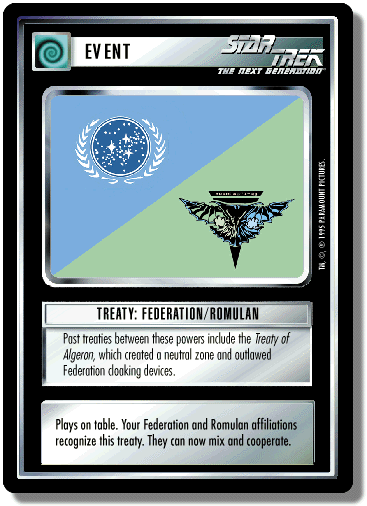 EVENT
STAR TREK
THE NEXT GENERATION
TM, ©, ® 1995 PARAMOUNT PICTURES.
TREATY: FEDERATION/ROMULAN
Past treaties between these powers include the Treaty of
Algeron, which created a neutral zone and outlawed
Federation cloaking devices.
Plays on table. Your Federation and Romulan affiliations
recognize this treaty. They can now mix and cooperate.